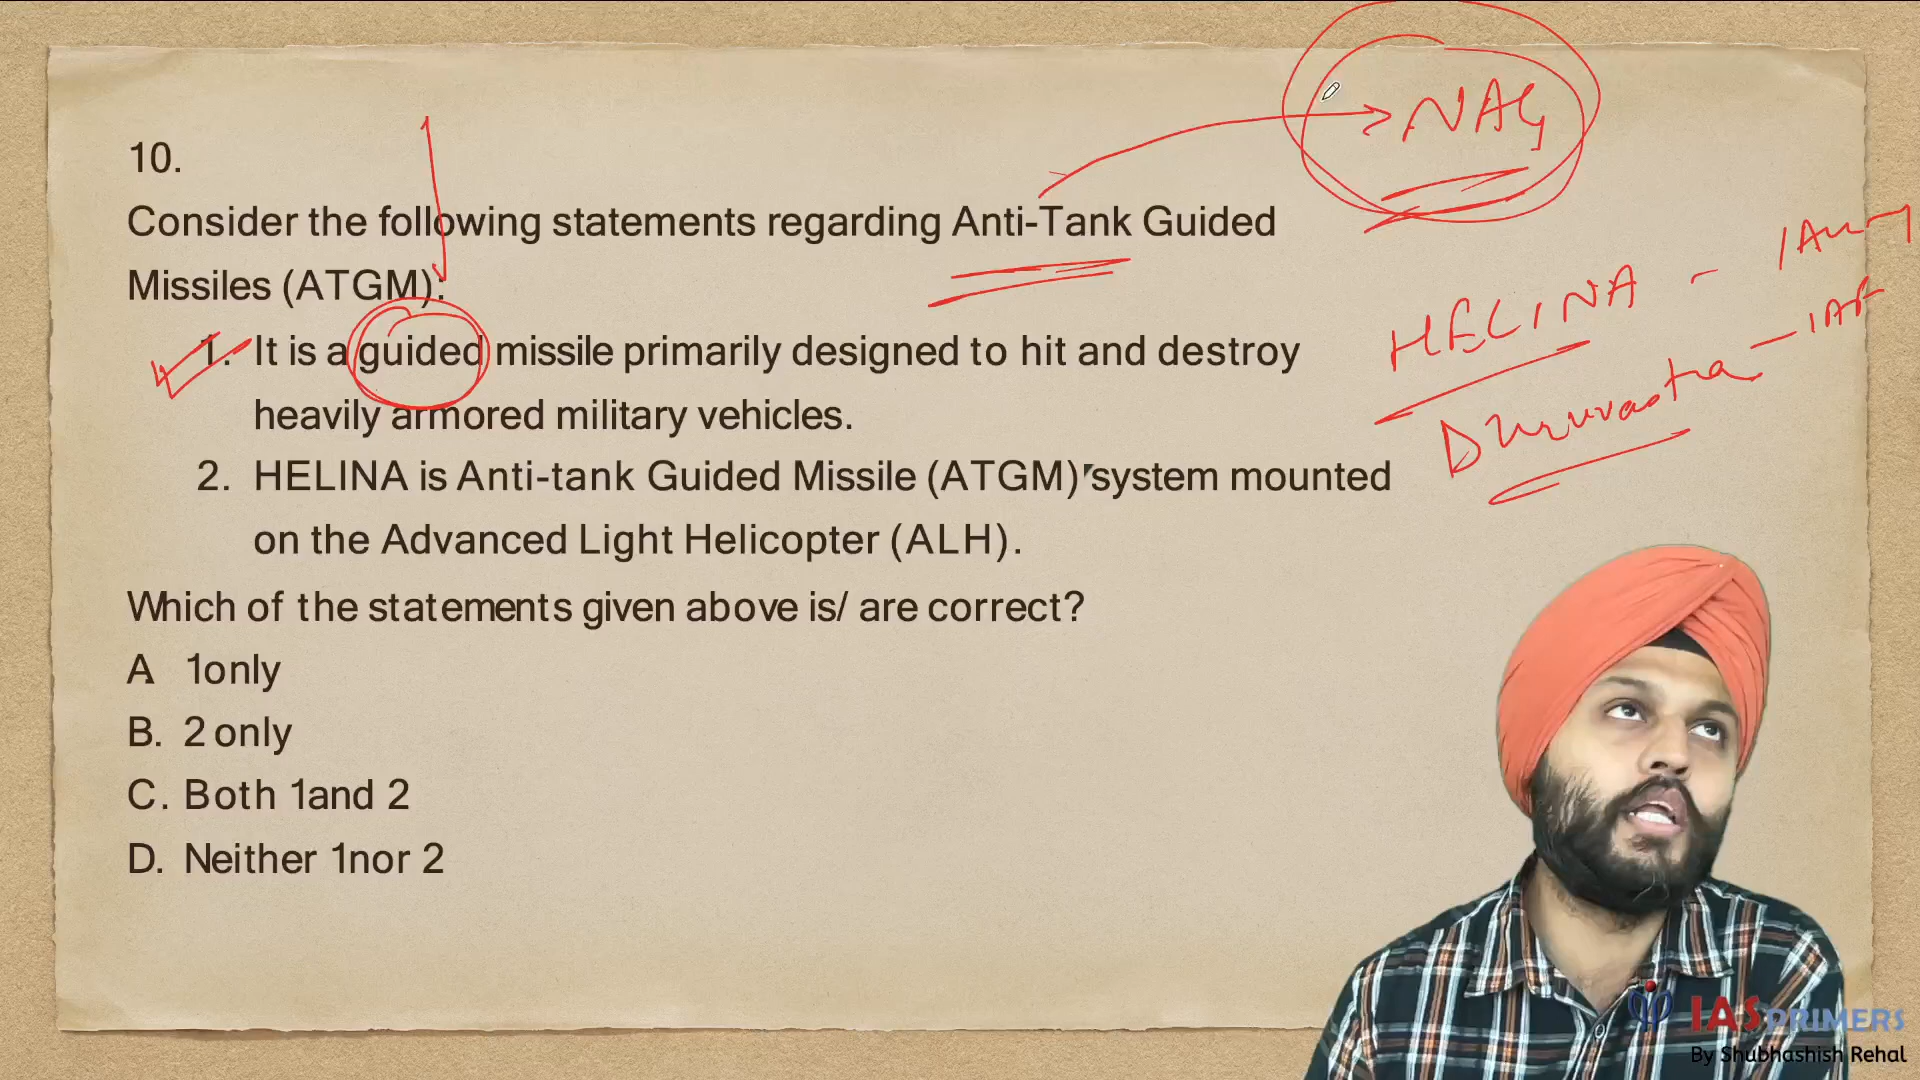 10.
Consider the following statements regarding Anti-Tank Guided
Missiles (ATGM):
1. It is a guided missile primarily designed to hit and destroy
heavily armored military vehicles.
2. HELINA is Anti-tank Guided Missile (ATGM) system mounted
on the Advanced Light Helicopter (ALH).
Which of the statements given above is/ are correct?
A 1only
B. 2 only
C. Both 1and 2
D. Neither 1nor 2
NAG
HELINA -
Dhruvastra - IAF
IASPRIMERS
By Shubhashish Rehal